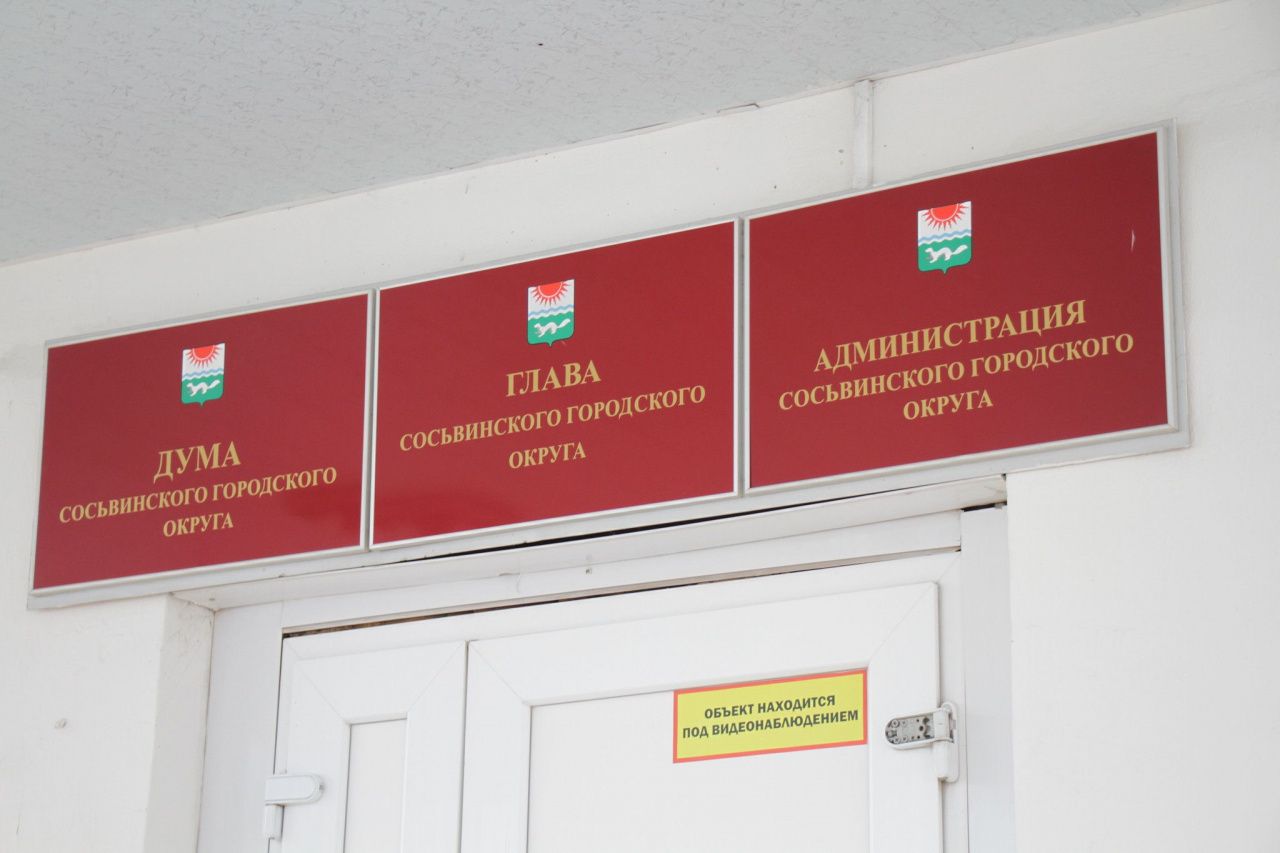 ДУМА
СОСЬВИНСКОГО ГОРОДСКОГО
ОКРУГА
ГЛАВА
СОСЬВИНСКОГО ГОРОДСКОГО
ОКРУГА
АДМИНИСТРАЦИЯ
СОСЬВИНСКОГО ГОРОДСКОГО
ОКРУГА
ОБЪЕКТ НАХОДИТСЯ
ПОД ВИДЕОНАБЛЮДЕНИЕМ